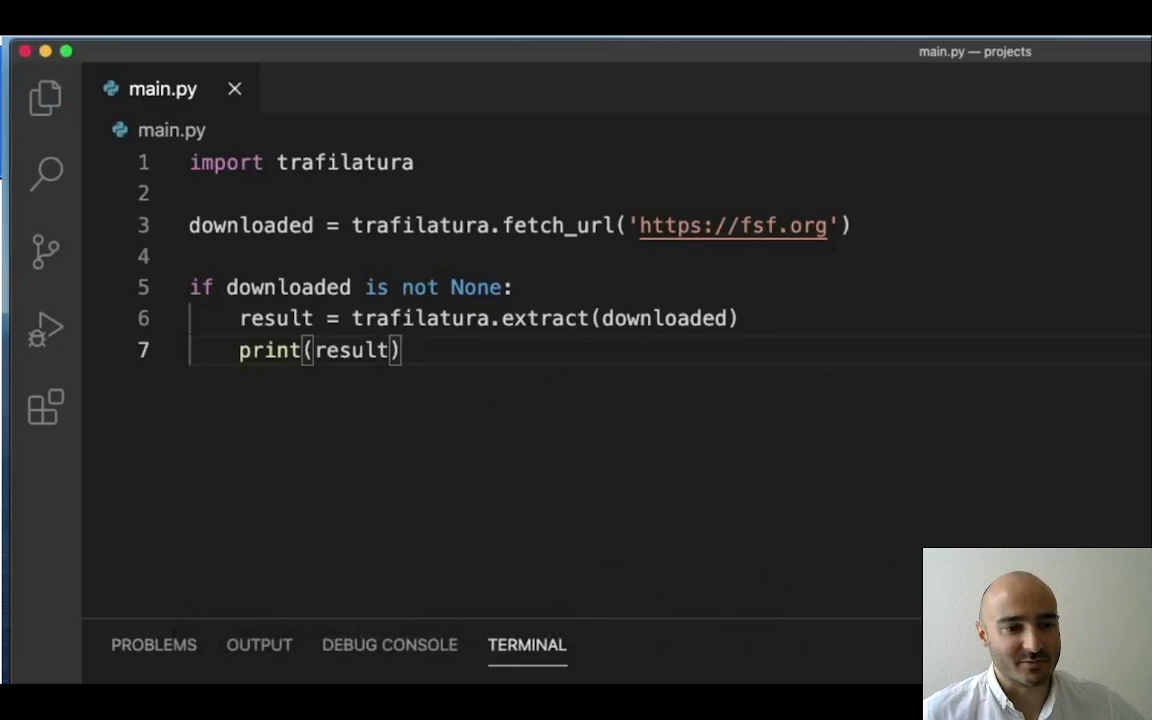 main.py — projects
main.py
main.py
1 import trafilatura
2
3 downloaded = trafilatura.fetch_url('https://fsf.org')
4
5 if downloaded is not None:
6     result = trafilatura.extract(downloaded)
7     print(result)
PROBLEMS OUTPUT DEBUG CONSOLE TERMINAL